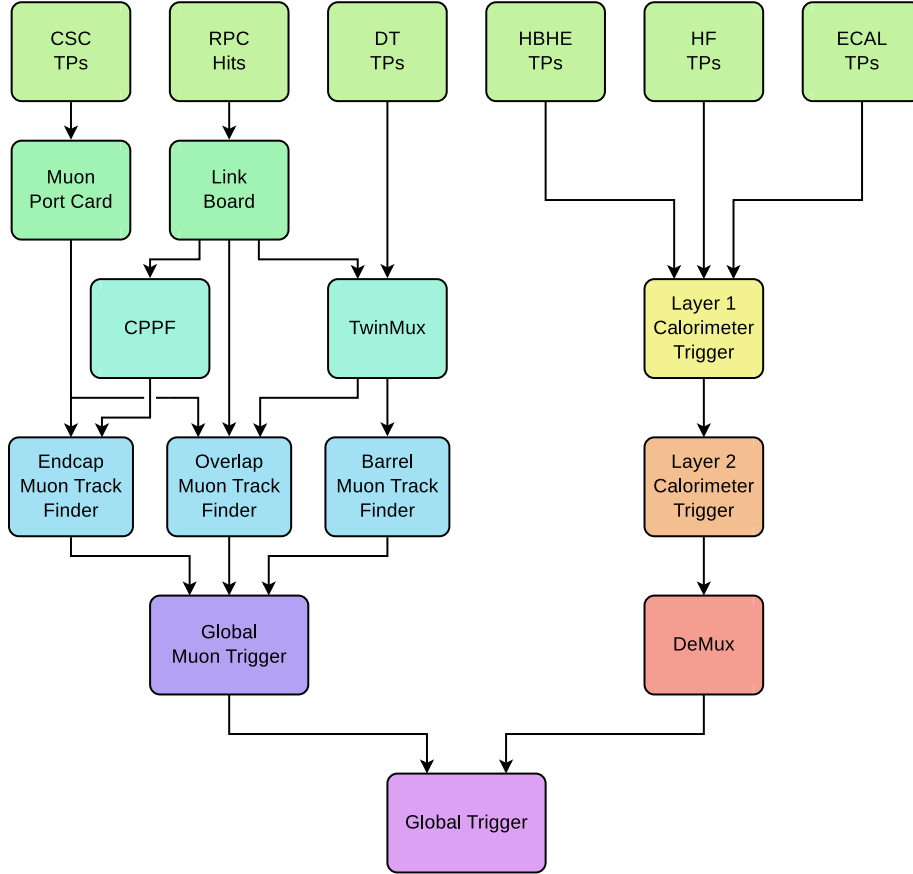 CSC
TPs
RPC
Hits
DT
TPs
HBHE
TPs
HF
TPs
ECAL
TPs
Muon
Port Card
Link
Board
CPPF
TwinMux
Layer 1
Calorimeter
Trigger
Endcap
Muon Track
Finder
Overlap
Muon Track
Finder
Barrel
Muon Track
Finder
Layer 2
Calorimeter
Trigger
Global
Muon Trigger
DeMux
Global Trigger